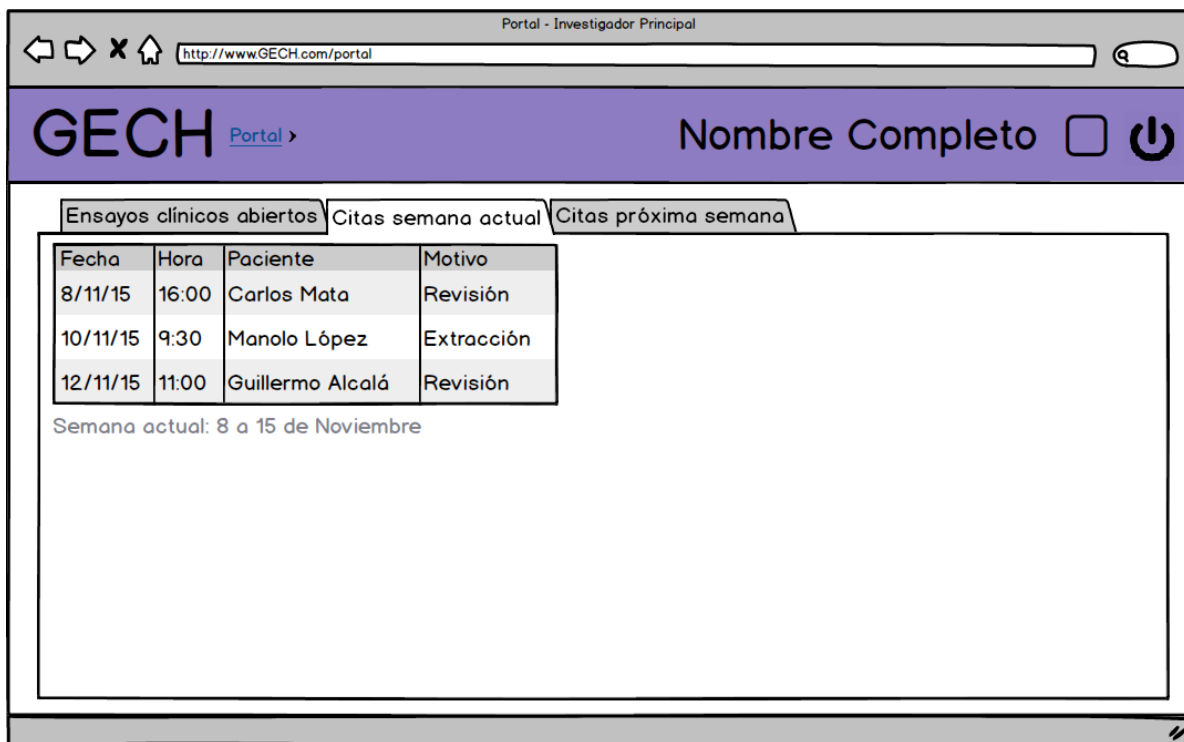 Portal - Investigador Principal
http://www.GECH.com/portal
GECH Portal › Nombre Completo
Ensayos clínicos abiertos Citas semana actual Citas próxima semana
Fecha Hora Paciente Motivo
8/11/15 16:00 Carlos Mata Revisión
10/11/15 9:30 Manolo López Extracción
12/11/15 11:00 Guillermo Alcalá Revisión
Semana actual: 8 a 15 de Noviembre